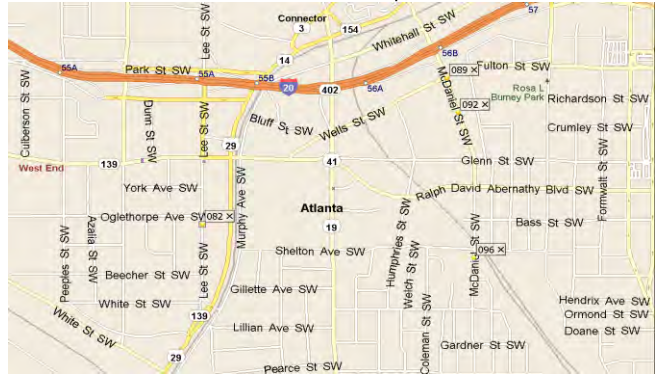 57
Connector
3
154
Lee St SW
Whitehall St SW
14
56B
55A
Park St SW
55A
55B
20
402
56A
089 ×
Fulton St SW
Rosa L
Burney Park
Culberson St SW
Dunn St SW
Lee St SW
Bluff St SW
Wells St SW
McDaniel St SW
092 ×
Richardson St SW
Crumley St SW
29
West End
139
41
Glenn St SW
York Ave SW
Ralph David Abernathy Blvd SW
Formwalt St SW
Oglethorpe Ave SW
082 ×
Murphy Ave SW
Atlanta
19
Bass St SW
Peeples St SW
Azalia St SW
Shelton Ave SW
Humphries St SW
Welch St SW
096 ×
McDaniel St SW
Beecher St SW
Lee St SW
Gillette Ave SW
White St SW
Hendrix Ave SW
Ormond St SW
139
White St SW
Lillian Ave SW
Coleman St SW
Doane St SW
29
Gardner St SW
Pearce St SW